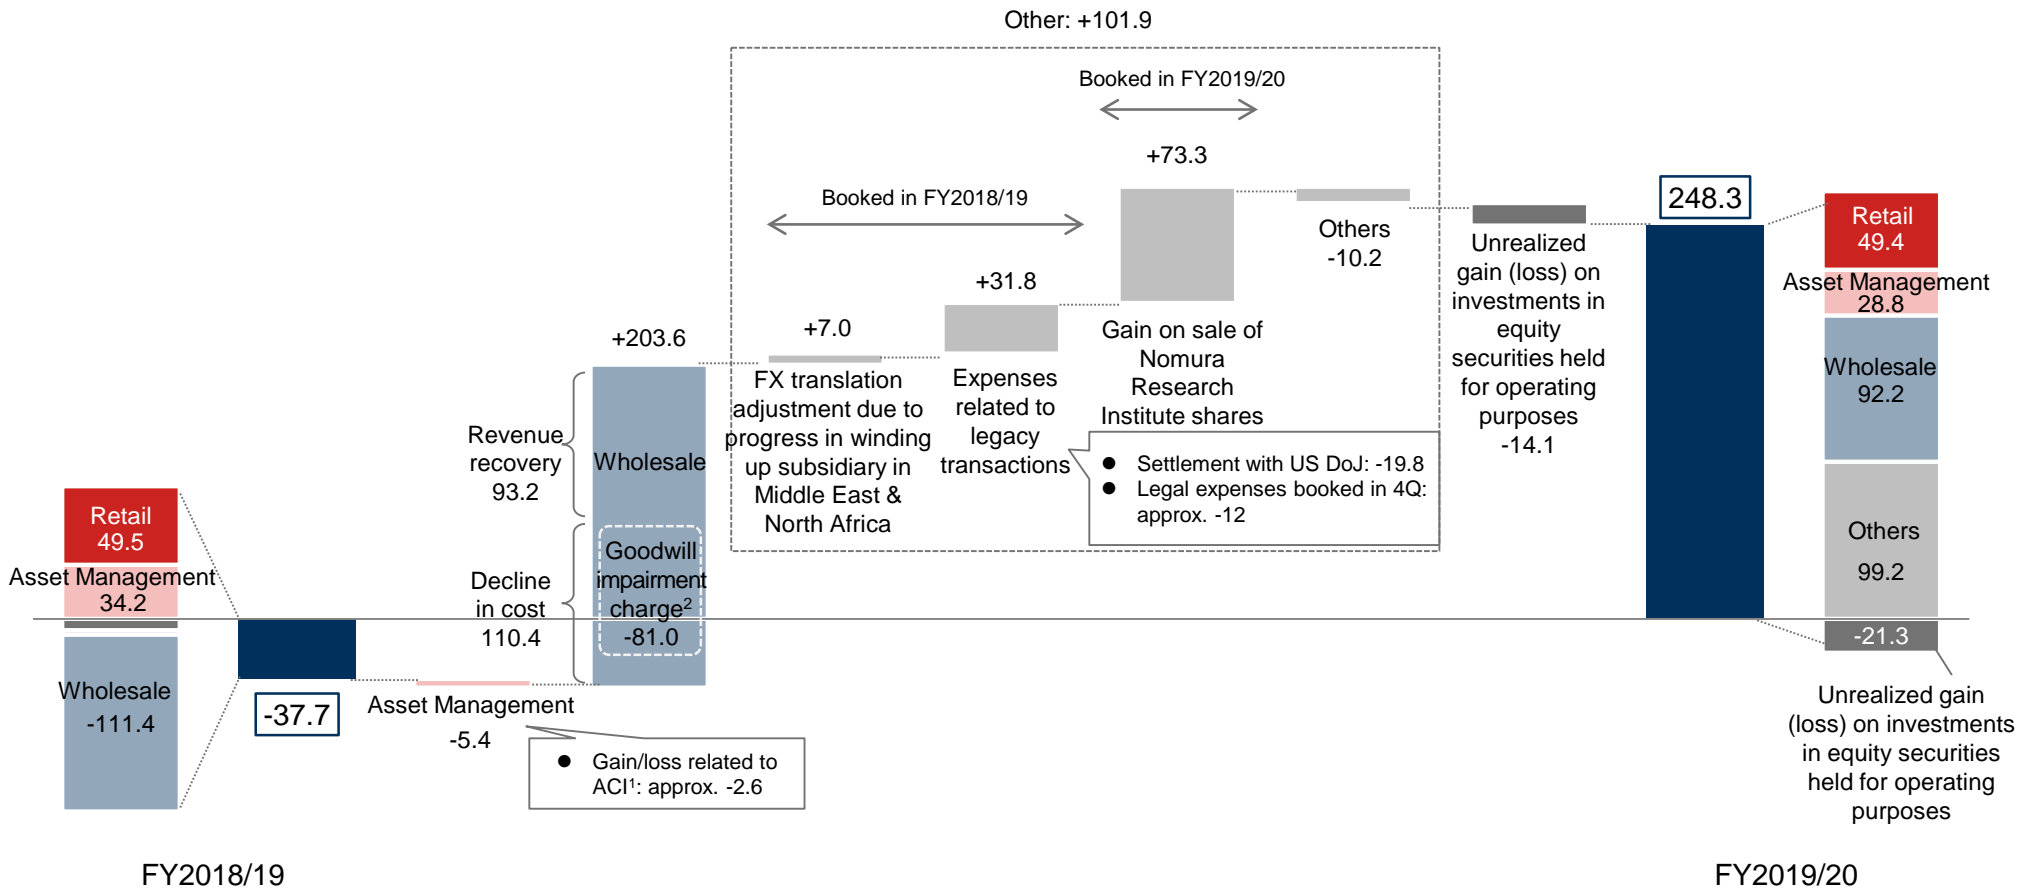 Other: +101.9
Booked in FY2019/20
+73.3
Booked in FY2018/19
+31.8
+7.0
+203.6
Others
-10.2
Unrealized
gain (loss) on
investments in
equity
securities held
for operating
purposes
-14.1
248.3
Retail
49.4
Asset Management
28.8
Wholesale
92.2
Others
99.2
-21.3
Unrealized gain
(loss) on investments
in equity securities
held for operating
purposes
FX translation
adjustment due to
progress in winding
up subsidiary in
Middle East &
North Africa
Expenses
related to
legacy
transactions
Gain on sale of
Nomura
Research
Institute shares
● Settlement with US DoJ: -19.8
● Legal expenses booked in 4Q:
approx. -12
Revenue
recovery
93.2
Wholesale
Decline
in cost
110.4
Goodwill
impairment
charge²
-81.0
Retail
49.5
Asset Management
34.2
Wholesale
-111.4
-37.7
Asset Management
-5.4
● Gain/loss related to
ACI¹: approx. -2.6
FY2018/19
FY2019/20